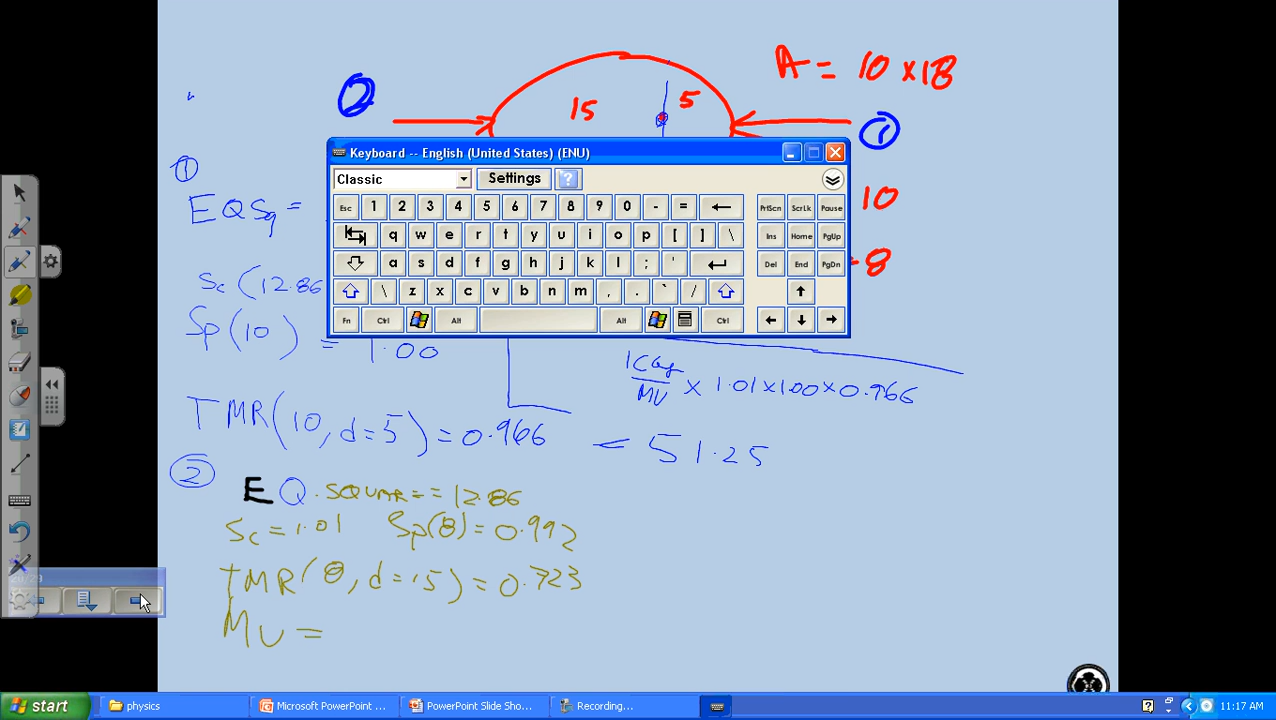 2
15
5
A = 10 x 18
1
10
8
1
EQSq =
Sc (12.86
Sp(10) = 1.00
1cGy / MU x 1.01x1.00x0.966
TMR(10, d=5) = 0.966
= 51.25
2
EQ. SQUARE = 12.86
Sc = 1.01 Sp(8) = 0.992
TMR(8, d=15) = 0.723
MU =
Keyboard -- English (United States) (ENU)
Classic
Settings
?
Esc 1 2 3 4 5 6 7 8 9 0 - = PrtScn ScrLk Pause
q w e r t y u i o p [ ] \ Ins Home PgUp
a s d f g h j k l ; ' Del End PgDn
\ z x c v b n m , . ` /
Fn Ctrl Alt Alt Ctrl
start
physics
Microsoft PowerPoint ...
PowerPoint Slide Sho...
Recording...
?
11:17 AM